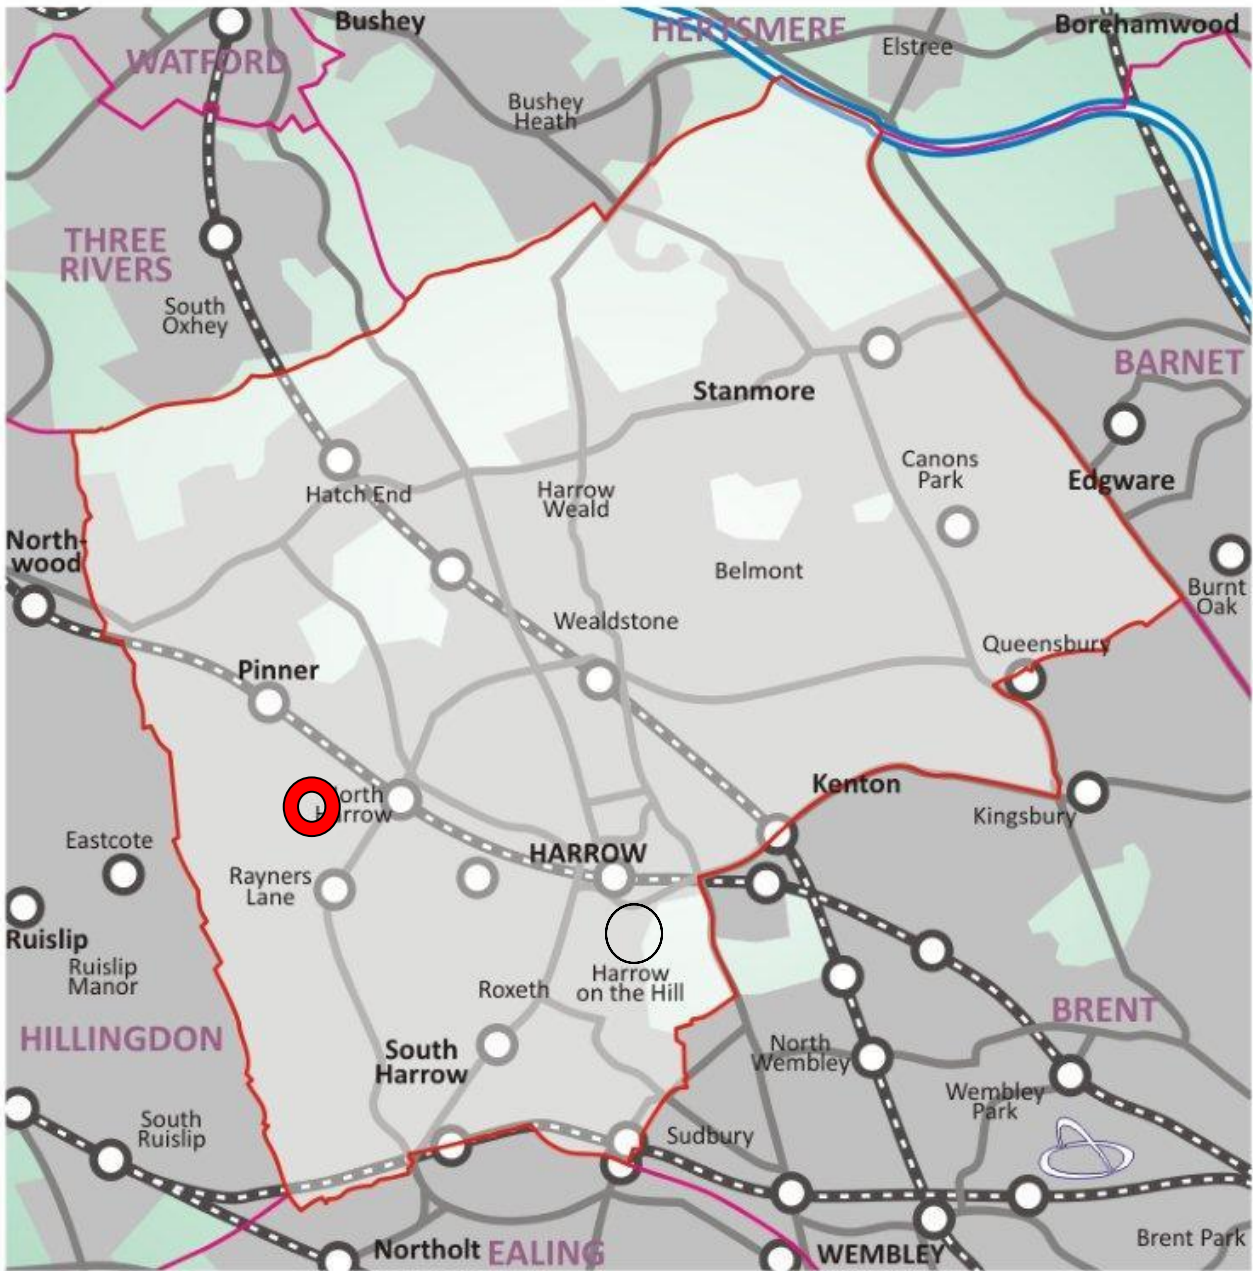 Bushey
HERTSMERE
Borehamwood
Elstree
WATFORD
Bushey
Heath
THREE
RIVERS
South
Oxhey
BARNET
Stanmore
Canons
Park
Edgware
Hatch End
Harrow
Weald
North-
wood
Belmont
Burnt
Oak
Wealdstone
Queensbury
Pinner
Kenton
North
Harrow
Kingsbury
Eastcote
HARROW
Rayners
Lane
Ruislip
Ruislip
Manor
Harrow
on the Hill
Roxeth
BRENT
HILLINGDON
South
Harrow
North
Wembley
Wembley
Park
South
Ruislip
Sudbury
Northolt
EALING
WEMBLEY
Brent Park